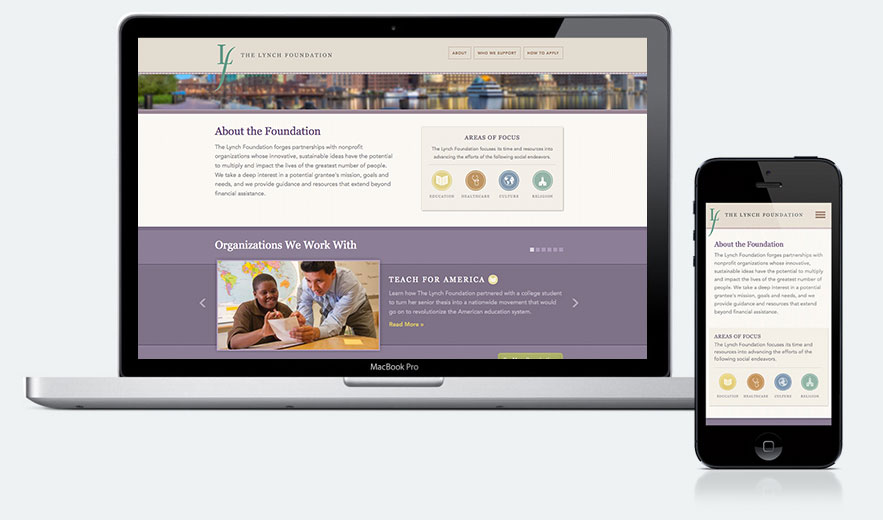 Lf THE LYNCH FOUNDATION
ABOUT
WHO WE SUPPORT
HOW TO APPLY
About the Foundation
The Lynch Foundation forges partnerships with nonprofit
organizations whose innovative, sustainable ideas have the potential
to multiply and impact the lives of the greatest number of people.
We take a deep interest in a potential grantee's mission, goals and
needs, and we provide guidance and resources that extend beyond
financial assistance.
AREAS OF FOCUS
The Lynch Foundation focuses its time and resources into
advancing the efforts of the following social endeavors.
EDUCATION
HEALTHCARE
CULTURE
RELIGION
Organizations We Work With
TEACH FOR AMERICA
Learn how The Lynch Foundation partnered with a college student
to turn her senior thesis into a nationwide movement that would
go on to revolutionize the American education system.
Read More »
MacBook Pro
Lf THE LYNCH FOUNDATION
About the Foundation
The Lynch Foundation forges partnerships with
nonprofit organizations whose innovative,
sustainable ideas have the potential to multiply
and impact the lives of the greatest number of
people. We take a deep interest in a potential
grantee's mission, goals and needs, and we
provide guidance and resources that extend
beyond financial assistance.
AREAS OF FOCUS
The Lynch Foundation focuses its time and
resources into advancing the efforts of the
following social endeavors.
EDUCATION
HEALTHCARE
CULTURE
RELIGION